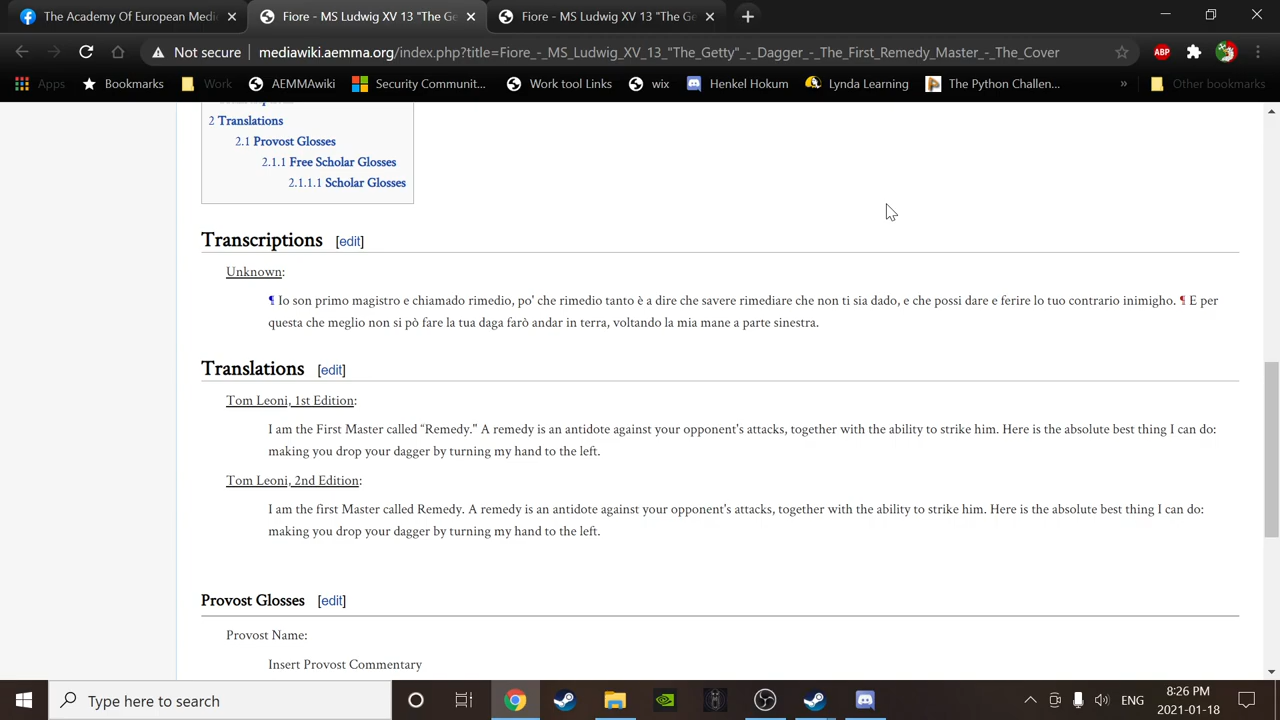 The Academy Of European Medi
Fiore - MS Ludwig XV 13 "The Ge
Fiore - MS Ludwig XV 13 "The Ge
Not secure | mediawiki.aemma.org/index.php?title=Fiore_-_MS_Ludwig_XV_13_"The_Getty"_-_Dagger_-_The_First_Remedy_Master_-_The_Cover
ABP
Apps Bookmarks Work AEMMAwiki Security Communit... Work tool Links wix Henkel Hokum Lynda Learning The Python Challen... » Other bookmarks
2 Translations
2.1 Provost Glosses
2.1.1 Free Scholar Glosses
2.1.1.1 Scholar Glosses
Transcriptions [edit]
Unknown:
¶ Io son primo magistro e chiamado rimedio, po' che rimedio tanto è a dire che savere rimediare che non ti sia dado, e che possi dare e ferire lo tuo contrario inimigho. ¶ E per
questa che meglio non si pò fare la tua daga farò andar in terra, voltando la mia mane a parte sinestra.
Translations [edit]
Tom Leoni, 1st Edition:
I am the First Master called “Remedy.” A remedy is an antidote against your opponent's attacks, together with the ability to strike him. Here is the absolute best thing I can do:
making you drop your dagger by turning my hand to the left.
Tom Leoni, 2nd Edition:
I am the first Master called Remedy. A remedy is an antidote against your opponent’s attacks, together with the ability to strike him. Here is the absolute best thing I can do:
making you drop your dagger by turning my hand to the left.
Provost Glosses [edit]
Provost Name:
Insert Provost Commentary
Type here to search
ENG
8:26 PM
2021-01-18